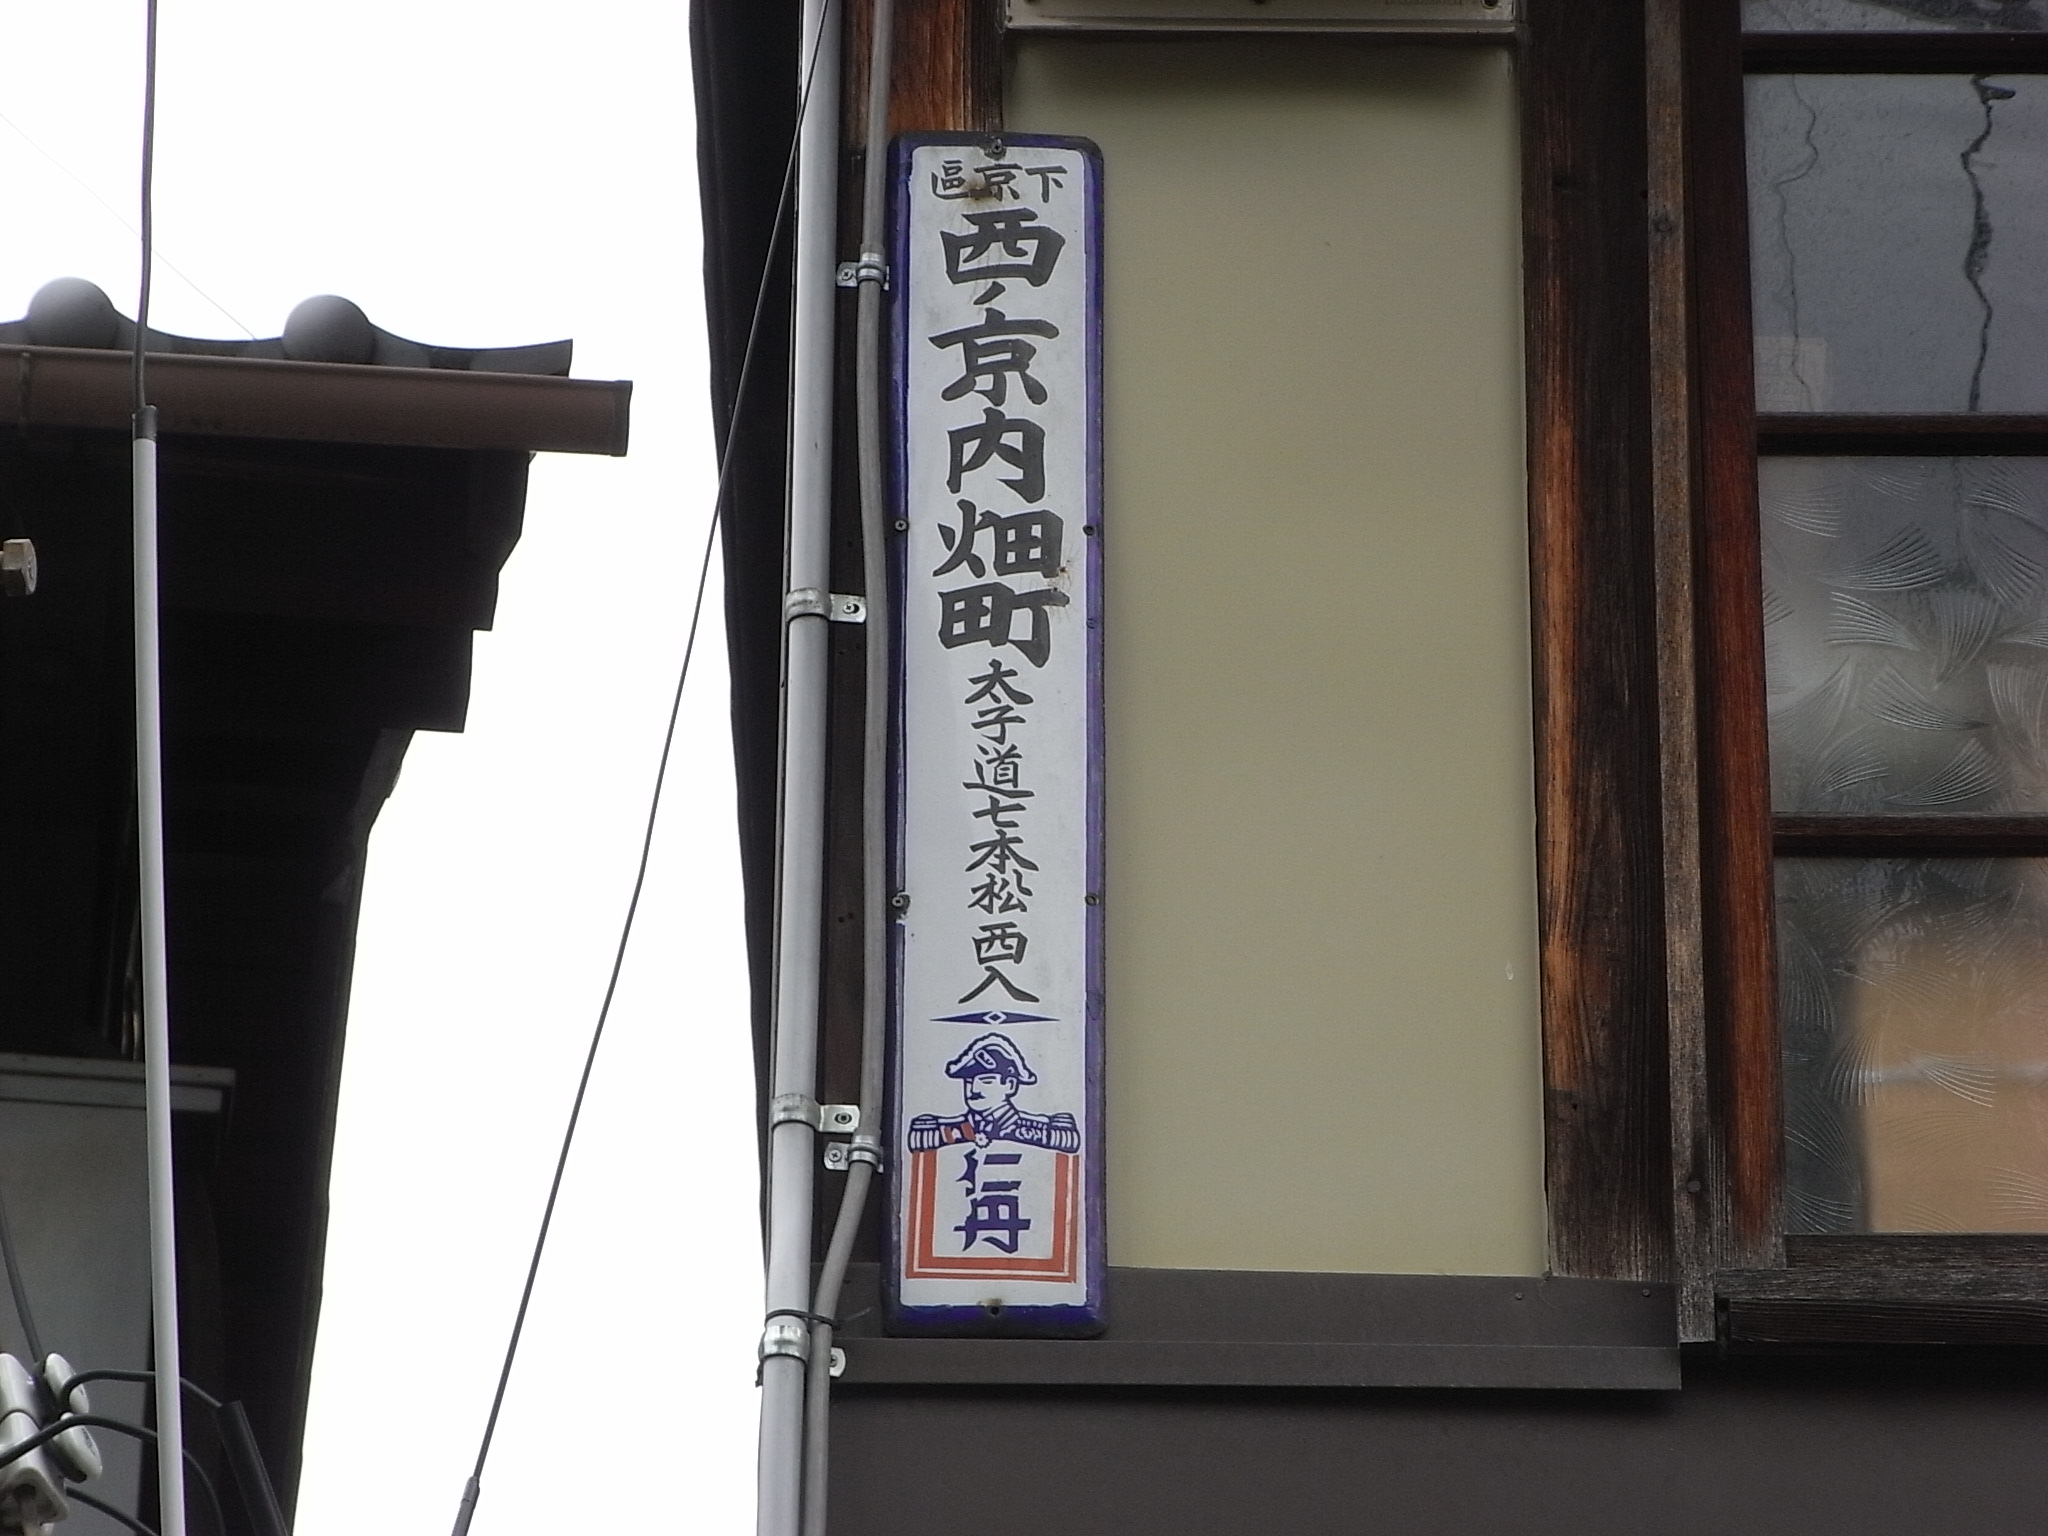 下京區
西ノ京内畑町
太子道七本松西入
仁丹